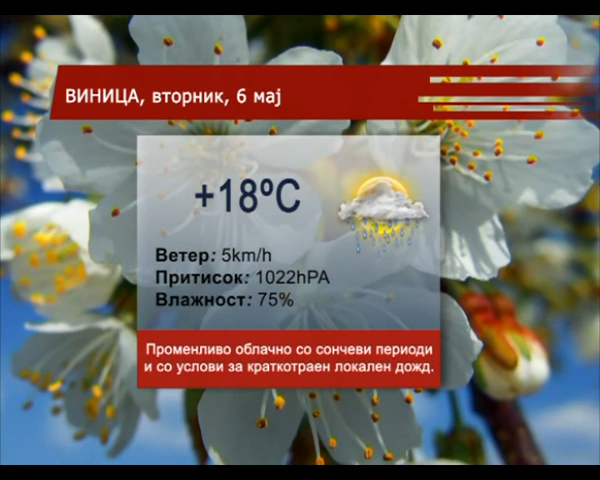 ВИНИЦА, вторник, 6 мај
+18ºC
Ветер: 5km/h
Притисок: 1022hPA
Влажност: 75%
Променливо облачно со сончеви периоди
и со услови за краткотраен локален дожд.